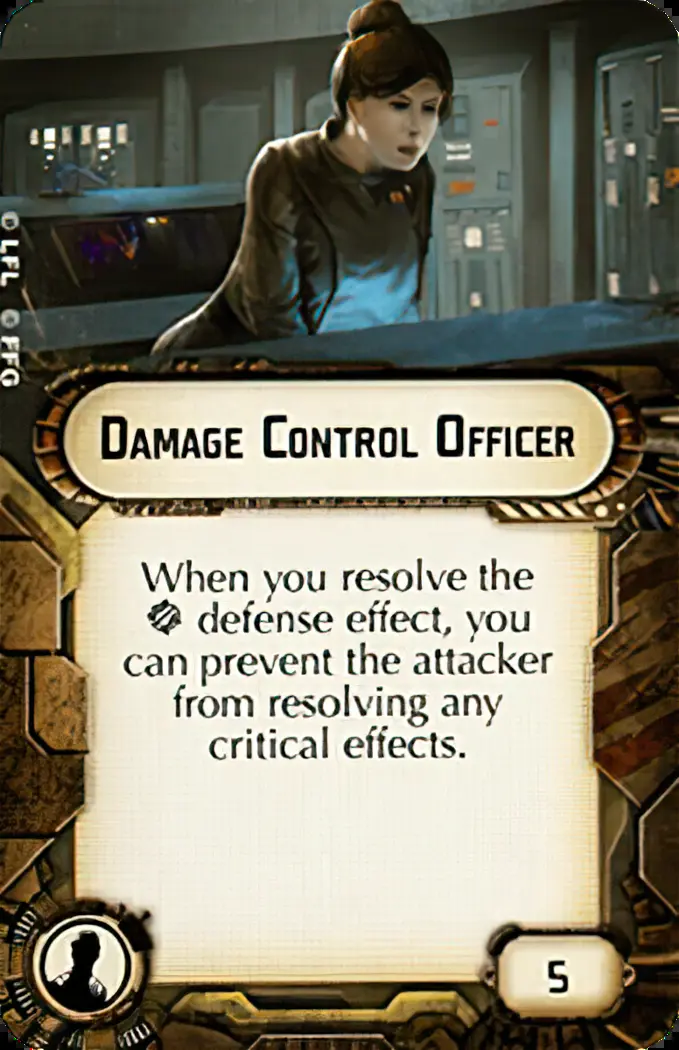 © LFL © FFG
Damage Control Officer
When you resolve the
defense effect, you
can prevent the attacker
from resolving any
critical effects.
5